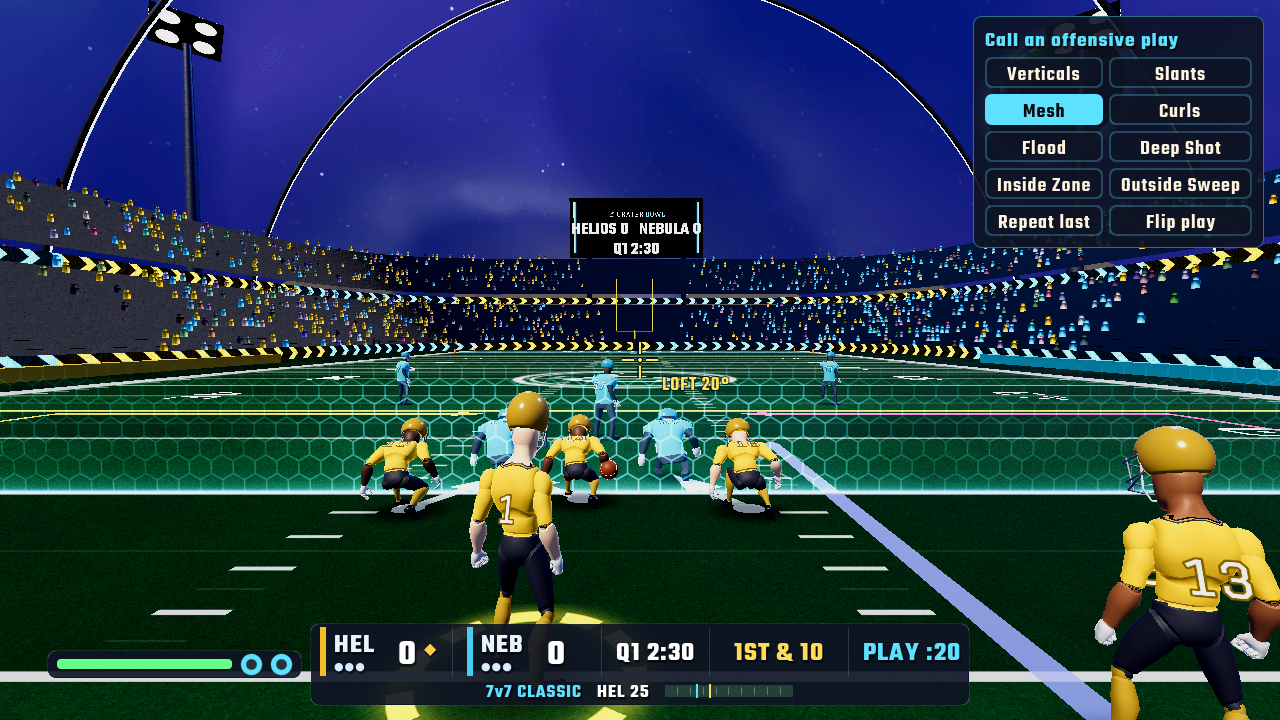 Call an offensive play
Verticals
Slants
Mesh
Curls
Flood
Deep Shot
Inside Zone
Outside Sweep
Repeat last
Flip play
CRATER BOWL
HELIOS 0 NEBULA 0
Q1 2:30
LOFT 20°
1
13
HEL 0 NEB 0 Q1 2:30 1ST & 10 PLAY :20
7v7 CLASSIC HEL 25